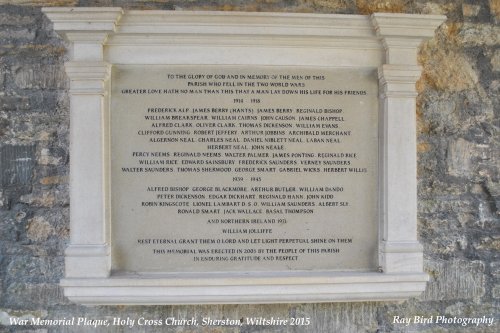 TO THE GLORY OF GOD AND IN MEMORY OF THE MEN OF THIS
PARISH WHO FELL IN THE TWO WORLD WARS
GREATER LOVE HATH NO MAN THAN THIS THAT A MAN LAY DOWN HIS LIFE FOR HIS FRIENDS
1914 1918
FREDERICK ALF JAMES BERRY (HANTS) JAMES BERRY REGINALD BISHOP
WILLIAM BREAKSPEAR WILLIAM CAIRNS JOHN CAUSON JAMES CHAPPELL
ALFRED CLARK OLIVER CLARK THOMAS DICKENSON WILLIAM EVANS
CLIFFORD GUNNING ROBERT JEFFERY ARTHUR JOBBINS ARCHIBALD MERCHANT
ALGERNON NEAL CHARLES NEAL DANIEL NIBLETT NEAL LABAN NEAL
HERBERT NEAL JOHN NEALE
PERCY NEEMS REGINALD NEEMS WALTER PALMER JAMES PONTING REGINALD RICE
WILLIAM RICE EDWARD SAINSBURY FREDERICK SAUNDERS VERNER SAUNDERS
WALTER SAUNDERS THOMAS SHERWOOD GEORGE SMART GABRIEL WICKS HERBERT WILLIS
1939 1945
ALFRED BISHOP GEORGE BLACKMORE ARTHUR BUTLER WILLIAM DANDO
PETER DICKENSON EDGAR DICKHART REGINALD HANN JOHN KIDD
ROBIN KINGSCOTE LIONEL LAMBART D.S.O. WILLIAM SAUNDERS ALBERT SLY
RONALD SMART JACK WALLACE BASAL THOMPSON
AND NORTHERN IRELAND 1971
WILLIAM JOLLIFFE
REST ETERNAL GRANT THEM O LORD AND LET LIGHT PERPETUAL SHINE ON THEM
THIS MEMORIAL WAS ERECTED IN 2005 BY THE PEOPLE OF THIS PARISH
IN ENDURING GRATITUDE AND RESPECT
War Memorial Plaque, Holy Cross Church, Sherston, Wiltshire 2015 Ray Bird Photography